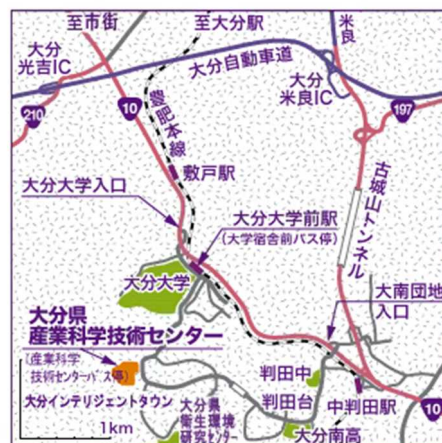 至市街
至大分駅
米良
大分
光吉IC
大分自動車道
大分
米良IC
210
10
豊肥本線
197
敷戸駅
大分大学入口
古城山トンネル
大分大学前駅
(大学宿舎前バス停)
大分大学
大南団地
入口
大分県
産業科学技術センター
(産業科学
技術センターバス停)
大分インテリジェントタウン
判田中
判田台
中判田駅
大分県
衛生環境
研究センター
大分南高
10
1km